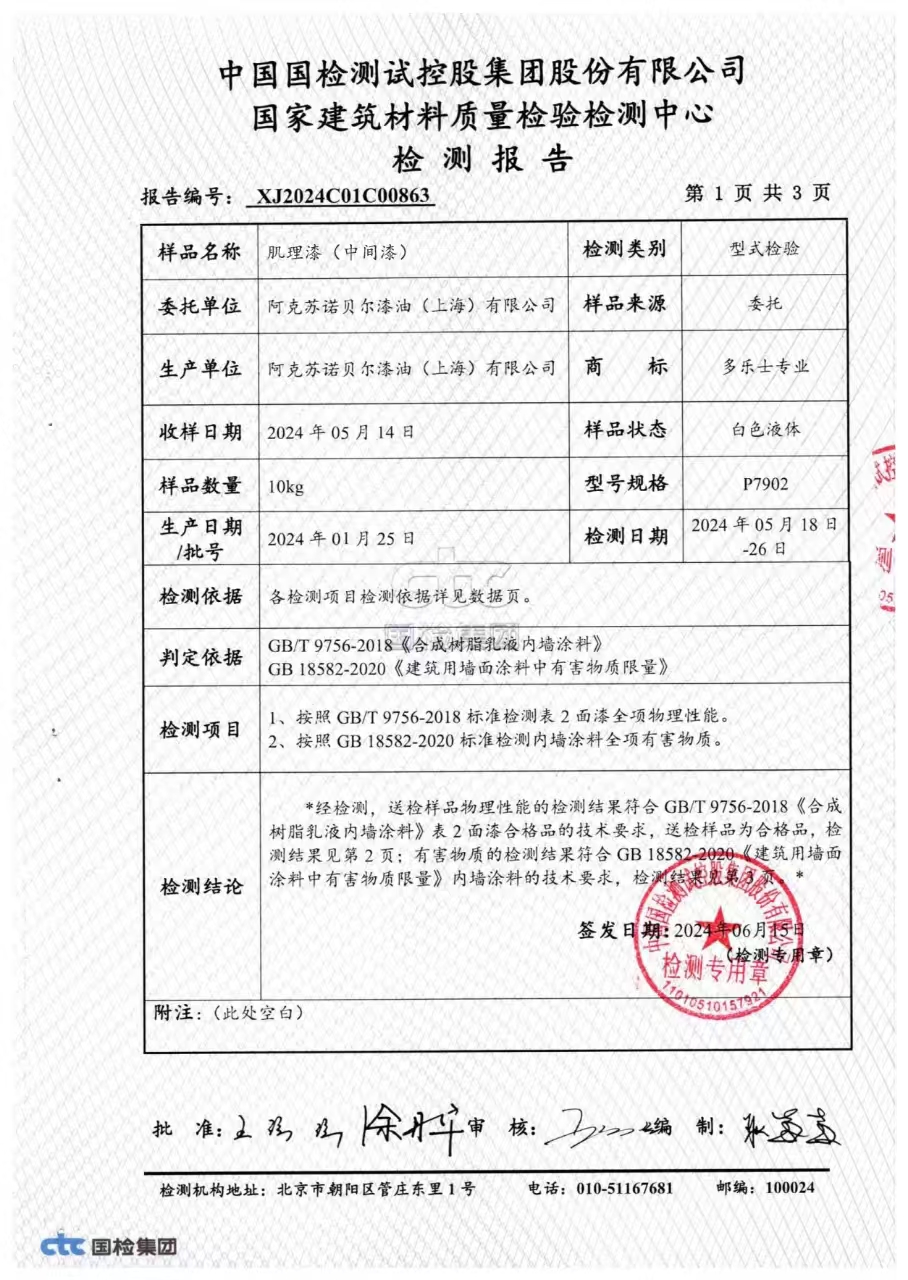 中国国检测试控股集团股份有限公司
国家建筑材料质量检验检测中心
检测报告
报告编号： XJ2024C01C00863
第 1 页 共 3 页
样品名称 肌理漆（中间漆） 检测类别 型式检验
委托单位 阿克苏诺贝尔漆油（上海）有限公司 样品来源 委托
生产单位 阿克苏诺贝尔漆油（上海）有限公司 商 标 多乐士专业
收样日期 2024 年 05 月 14 日 样品状态 白色液体
样品数量 10kg 型号规格 P7902
生产日期
/批号
2024 年 01 月 25 日
检测日期
2024 年 05 月 18 日
-26 日
检测依据 各检测项目检测依据详见数据页。
ctc
国检集团
判定依据
GB/T 9756-2018《合成树脂乳液内墙涂料》
GB 18582-2020《建筑用墙面涂料中有害物质限量》
检测项目
1、按照 GB/T 9756-2018 标准检测表 2 面漆全项物理性能。
2、按照 GB 18582-2020 标准检测内墙涂料全项有害物质。
检测结论
*经检测，送检样品物理性能的检测结果符合 GB/T 9756-2018《合成
树脂乳液内墙涂料》表 2 面漆合格品的技术要求，送检样品为合格品，检
测结果见第 2 页；有害物质的检测结果符合 GB 18582-2020《建筑用墙面
涂料中有害物质限量》内墙涂料的技术要求，检测结果见第 3 页。*
签发日期：2024年06月15日
（检测专用章）
中国国检测试控股集团股份有限公司
检测专用章
11010510157921
附注：（此处空白）
批 准： 审 核： 编 制：
检测机构地址：北京市朝阳区管庄东里 1 号 电话：010-51167681 邮编：100024
ctc 国检集团